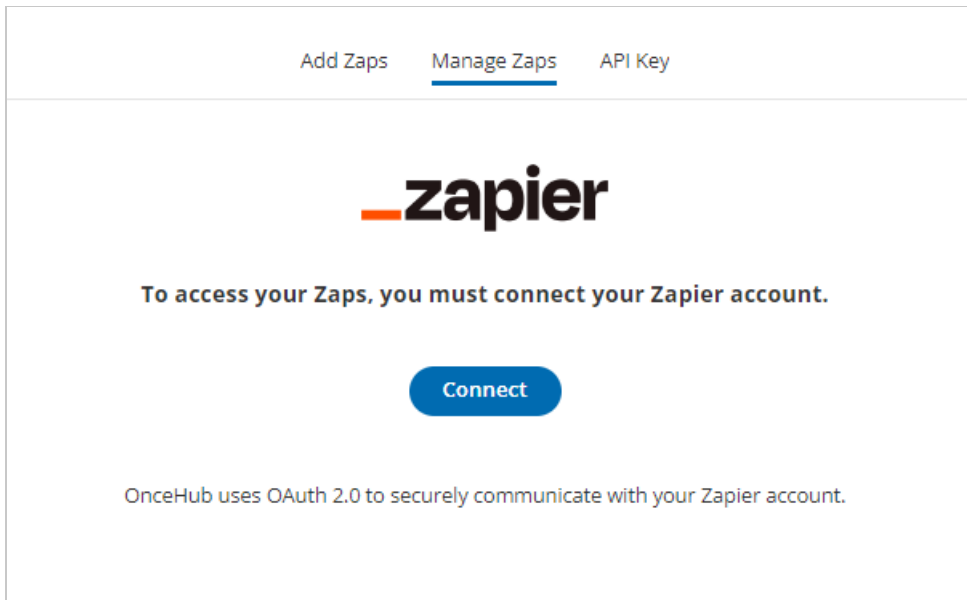 Add Zaps Manage Zaps API Key
_zapier
To access your Zaps, you must connect your Zapier account.
Connect
OnceHub uses OAuth 2.0 to securely communicate with your Zapier account.